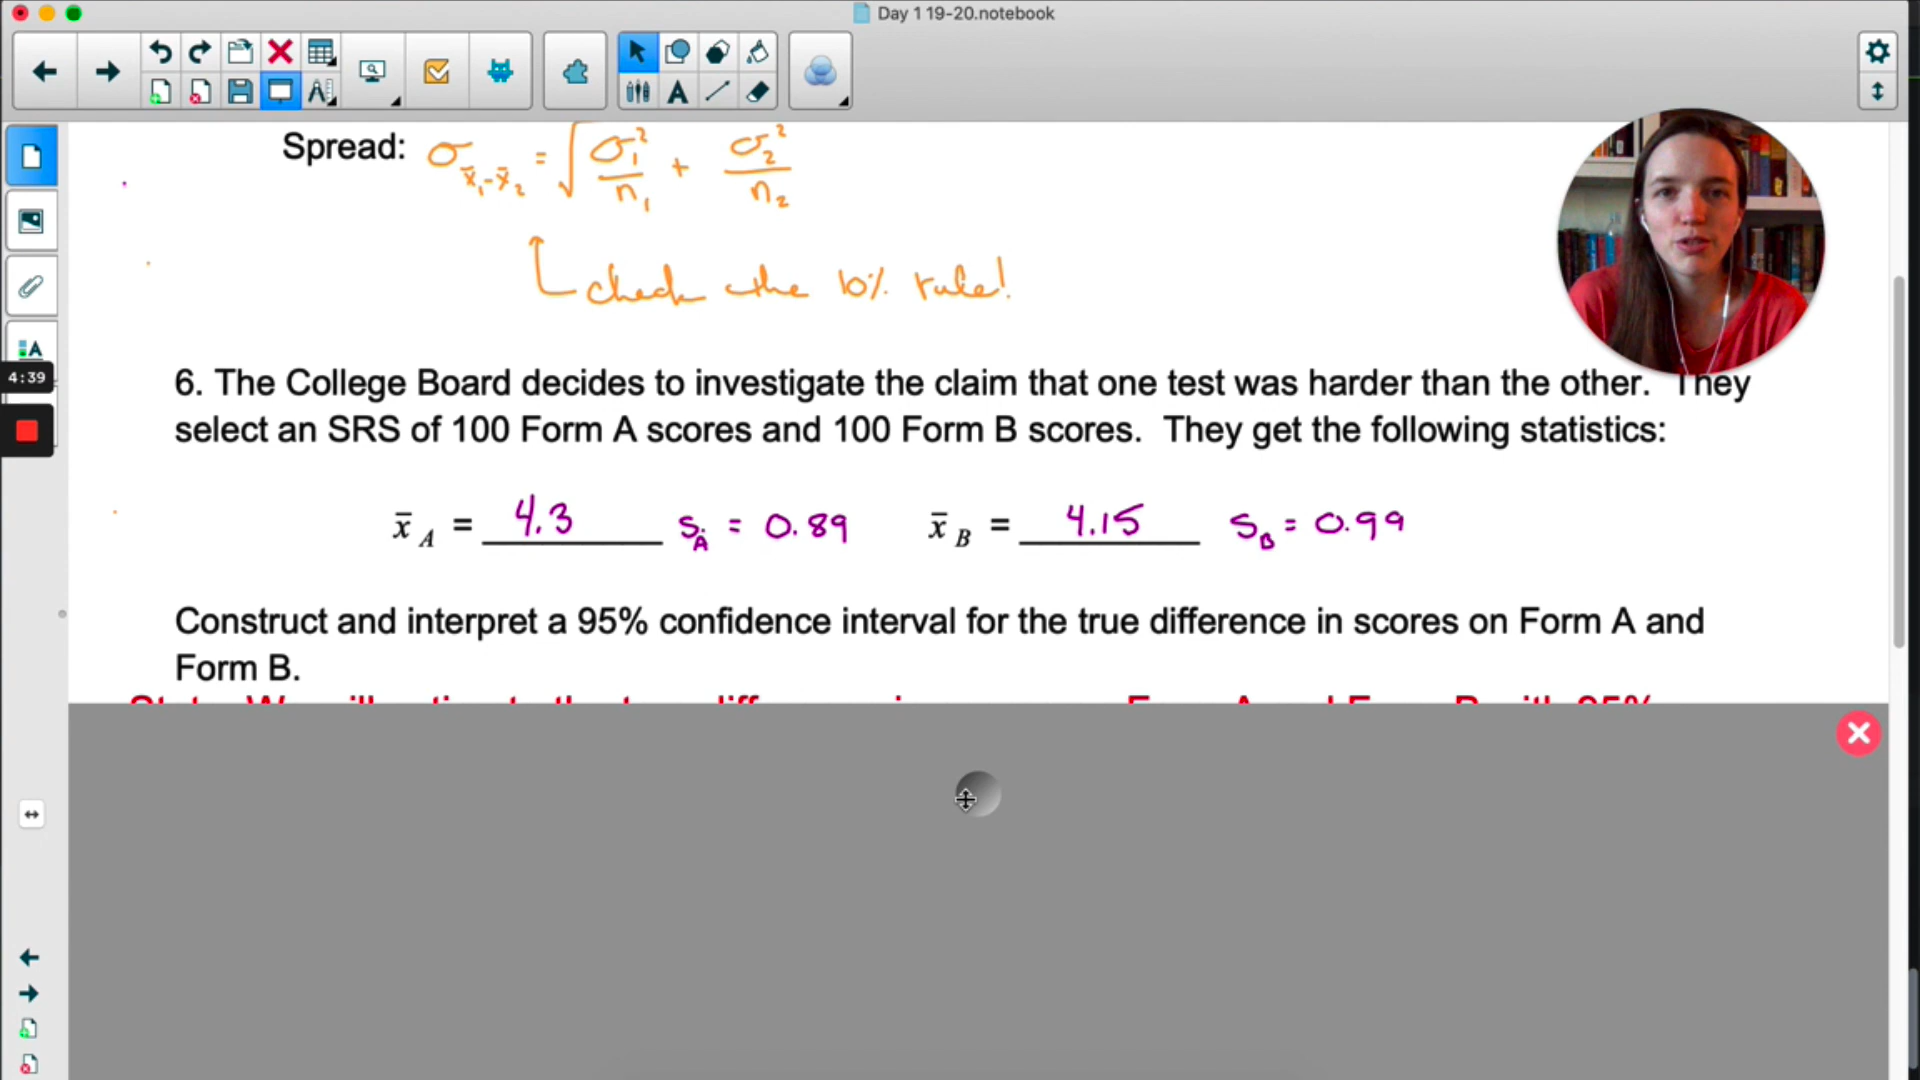 Day 1 19-20.notebook
Spread: σx̄₁-x̄₂ = √σ₁²/n₁ + σ₂²/n₂
check the 10% rule!
4:39
6. The College Board decides to investigate the claim that one test was harder than the other. They
select an SRS of 100 Form A scores and 100 Form B scores. They get the following statistics:
x̄ A = 4.3 SA = 0.89 x̄ B = 4.15 SB = 0.99
Construct and interpret a 95% confidence interval for the true difference in scores on Form A and
Form B.